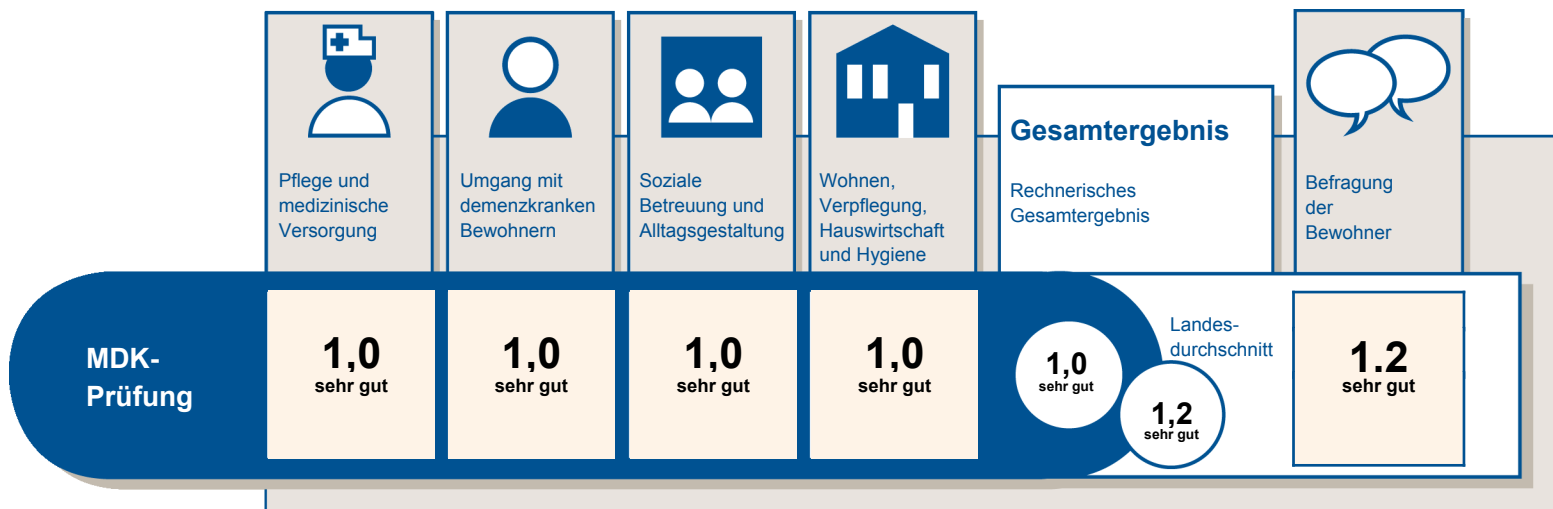 Pflege und
medizinische
Versorgung
Umgang mit
demenzkranken
Bewohnern
Soziale
Betreuung und
Alltagsgestaltung
Wohnen,
Verpflegung,
Hauswirtschaft
und Hygiene
Gesamtergebnis
Rechnerisches
Gesamtergebnis
Befragung
der
Bewohner
MDK-
Prüfung
1,0
sehr gut
1,0
sehr gut
1,0
sehr gut
1,0
sehr gut
1,0
sehr gut
Landes-
durchschnitt
1,2
sehr gut
1.2
sehr gut